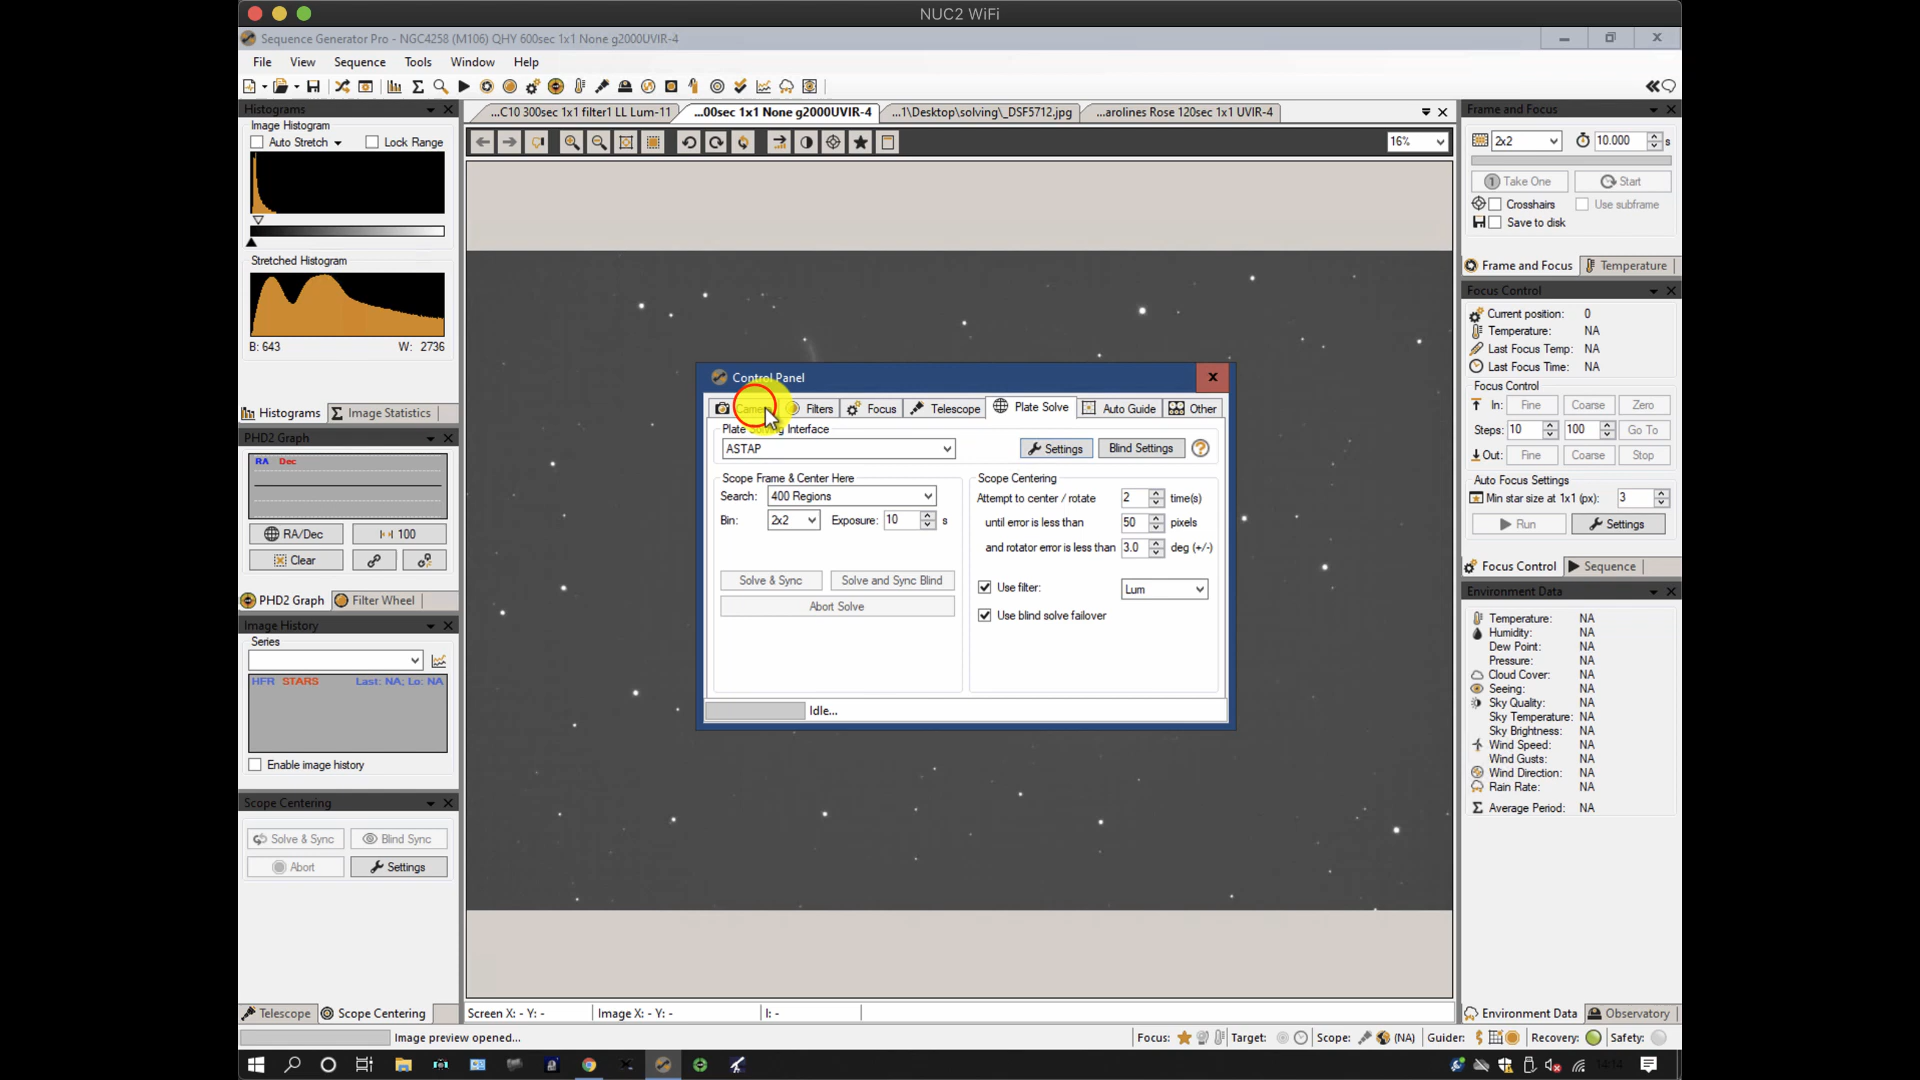 NUC2 WiFi
Sequence Generator Pro - NGC4258 (M106) QHY 600sec 1x1 None g2000UVIR-4
File View Sequence Tools Window Help
Histograms
Image Histogram
Auto Stretch Lock Range
Stretched Histogram
B: 643 W: 2736
Histograms Image Statistics
PHD2 Graph
RA Dec
RA/Dec 100
Clear
PHD2 Graph Filter Wheel
Image History
Series
HFR STARS Last: NA; Lo: NA
Enable image history
Scope Centering
Solve & Sync Blind Sync
Abort Settings
Telescope Scope Centering
...C10 300sec 1x1 filter1 LL Lum-11 ...00sec 1x1 None g2000UVIR-4 ...1\Desktop\solving\_DSF5712.jpg ...arolines Rose 120sec 1x1 UVIR-4
16%
Control Panel
Camera Filters Focus Telescope Plate Solve Auto Guide Other
Plate Solving Interface
ASTAP Settings Blind Settings
Scope Frame & Center Here
Search: 400 Regions
Bin: 2x2 Exposure: 10 s
Solve & Sync Solve and Sync Blind
Abort Solve
Scope Centering
Attempt to center / rotate 2 time(s)
until error is less than 50 pixels
and rotator error is less than 3.0 deg (+/-)
Use filter: Lum
Use blind solve failover
Idle...
Screen X: - Y: - Image X: - Y: - I: -
Frame and Focus
2x2 10.000 s
Take One Start
Crosshairs Use subframe
Save to disk
Frame and Focus Temperature
Focus Control
Current position: 0
Temperature: NA
Last Focus Temp: NA
Last Focus Time: NA
Focus Control
In: Fine Coarse Zero
Steps: 10 100 Go To
Out: Fine Coarse Stop
Auto Focus Settings
Min star size at 1x1 (px): 3
Run Settings
Focus Control Sequence
Environment Data
Temperature: NA
Humidity: NA
Dew Point: NA
Pressure: NA
Cloud Cover: NA
Seeing: NA
Sky Quality: NA
Sky Temperature: NA
Sky Brightness: NA
Wind Speed: NA
Wind Gusts: NA
Wind Direction: NA
Rain Rate: NA
Average Period: NA
Environment Data Observatory
Image preview opened...
Focus: Target: Scope: (NA) Guider: Recovery: Safety: